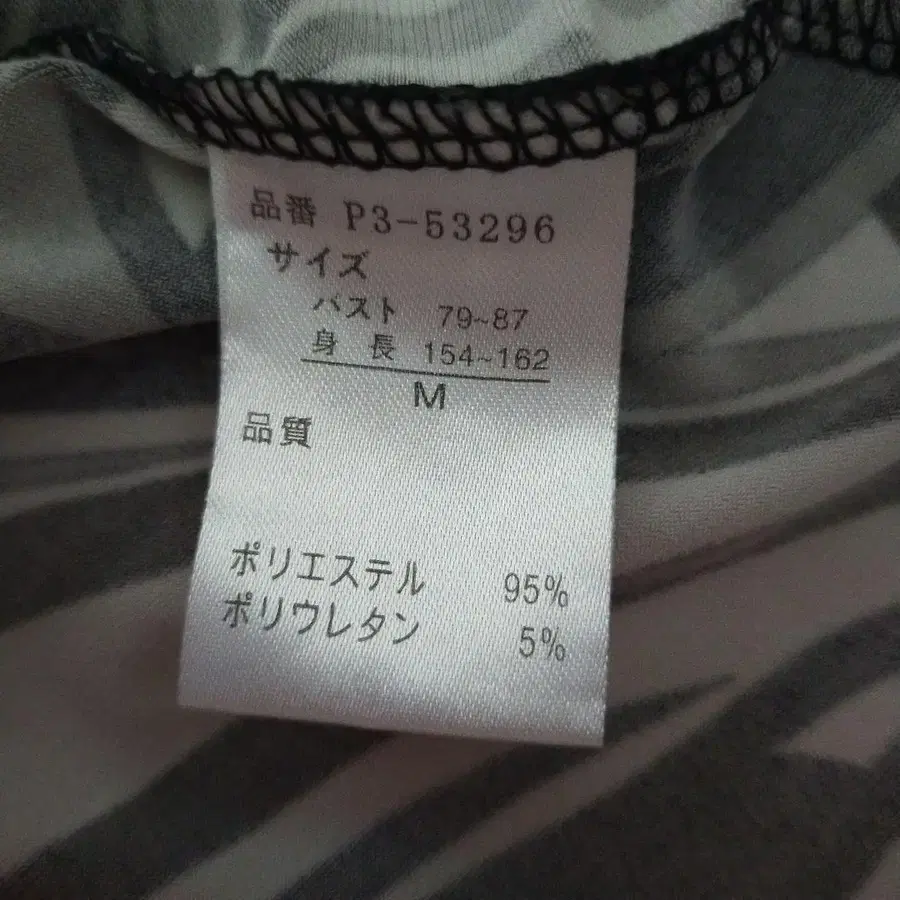 品番 P3-53296
サイズ
バスト 79~87
身長 154~162
M
品質
ポリエステル 95%
ポリウレタン 5%